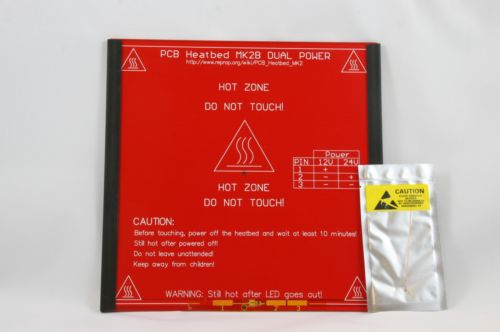 PCB Heatbed MK2B DUAL POWER
http://www.reprap.org/wiki/PCB_Heatbed_MK2
HOT ZONE
DO NOT TOUCH!
Power
PIN 12V 24V
1 + -
2 - +
3 - -
HOT ZONE
DO NOT TOUCH!
CAUTION:
Before touching, power off the heatbed and wait at least 10 minutes!
Still hot after powered off!
Do not leave unattended!
Keep away from children!
WARNING: Still hot after LED goes out!
1 2 3
CAUTION